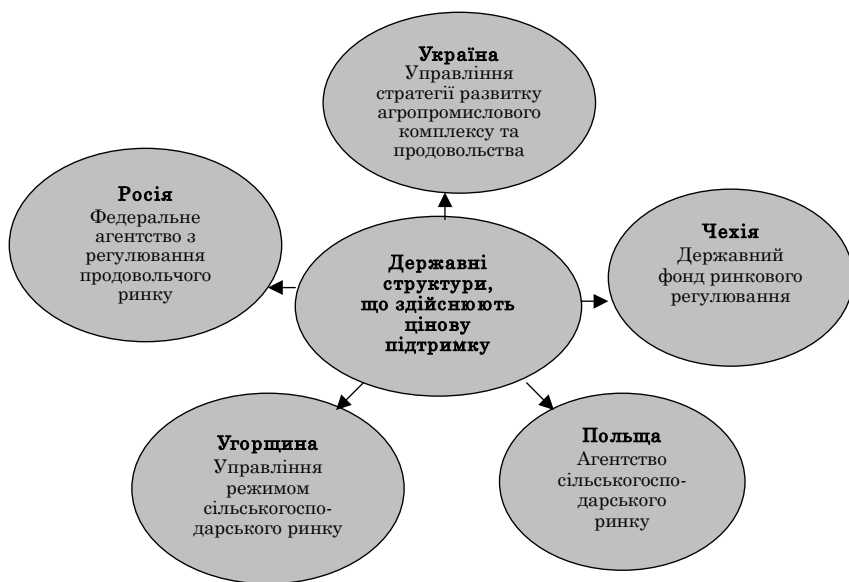 Україна
Управління
стратегії развитку
агропромислового
комплексу та
продовольства
Росія
Федеральне
агентство з
регулювання
продовольчого
ринку
Чехія
Державний
фонд ринкового
регулювання
Державні
структури,
що здійснюють
цінову
підтримку
Угорщина
Управління
режимом
сільськогоспо-
дарського ринку
Польща
Агентство
сільськогоспо-
дарського
ринку